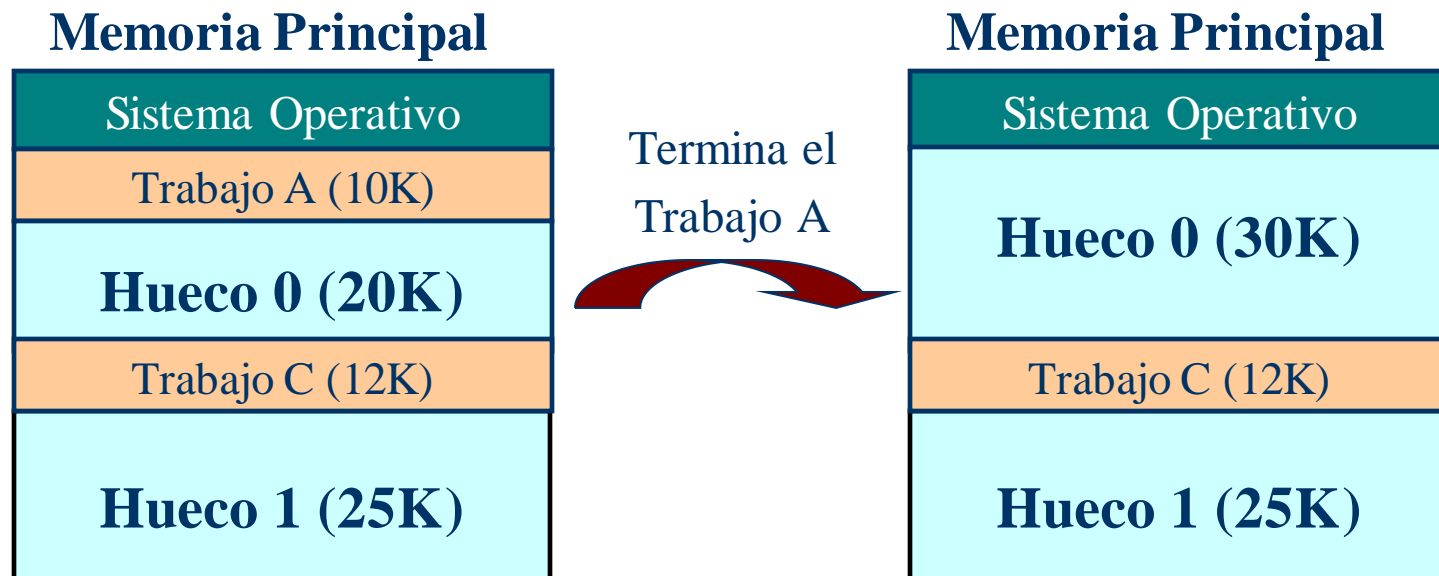 Memoria Principal
Sistema Operativo
Trabajo A (10K)
Hueco 0 (20K)
Trabajo C (12K)
Hueco 1 (25K)
Termina el
Trabajo A
Memoria Principal
Sistema Operativo
Hueco 0 (30K)
Trabajo C (12K)
Hueco 1 (25K)